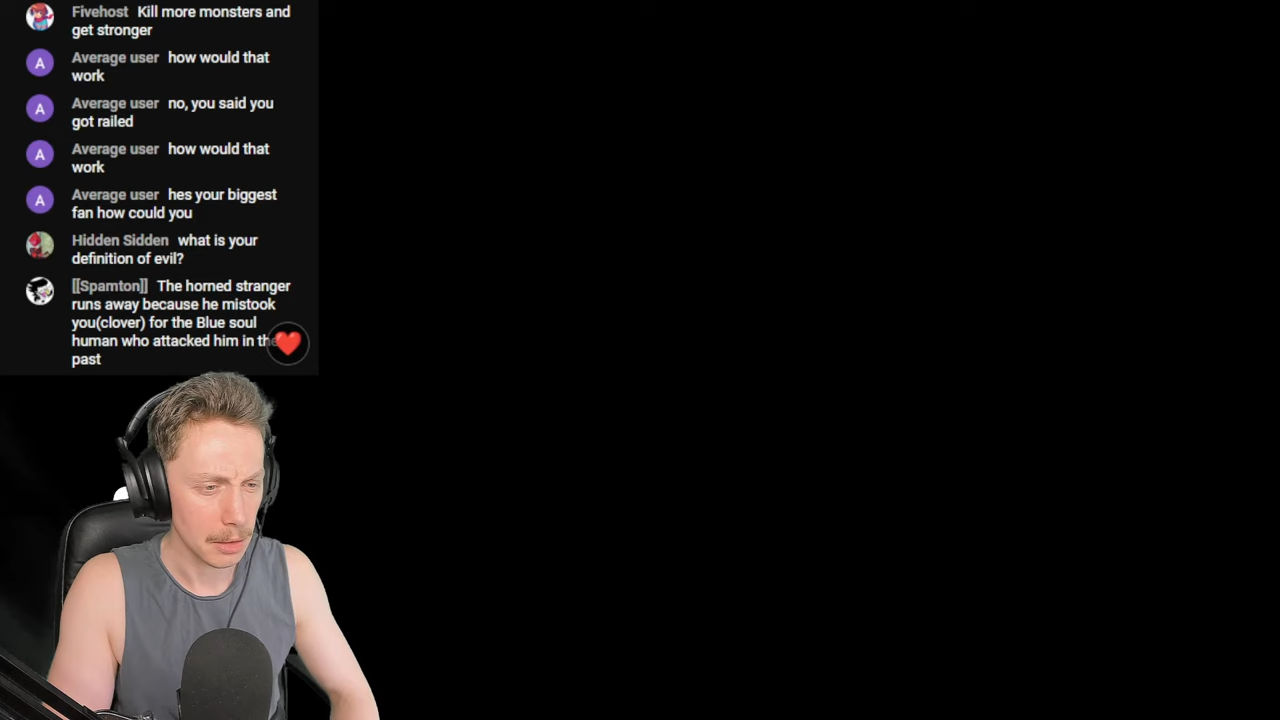 Fivehost Kill more monsters and
get stronger
A
Average user how would that
work
A
Average user no, you said you
got railed
A
Average user how would that
work
A
Average user hes your biggest
fan how could you
Hidden Sidden what is your
definition of evil?
[[Spamton]] The horned stranger
runs away because he mistook
you(clover) for the Blue soul
human who attacked him in the
past